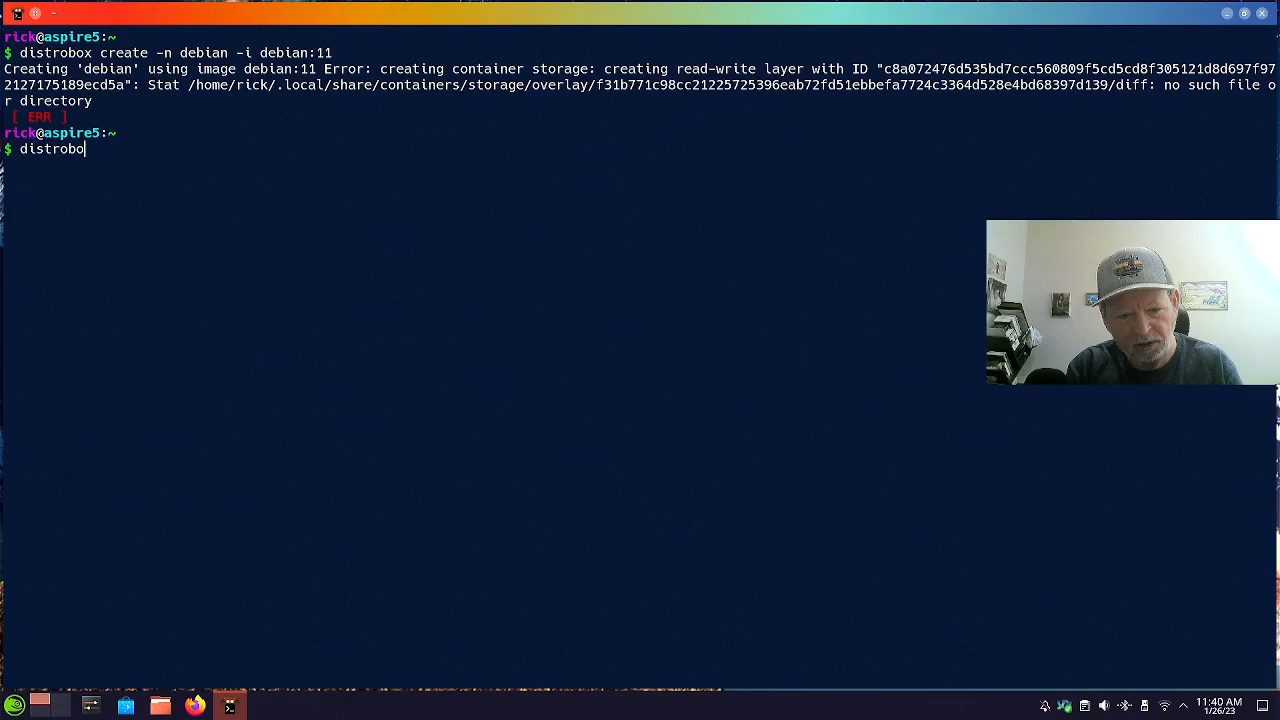 rick@aspire5:~
$ distrobox create -n debian -i debian:11
Creating 'debian' using image debian:11 Error: creating container storage: creating read-write layer with ID "c8a072476d535bd7ccc560809f5cd5cd8f305121d8d697f97
2127175189ecd5a": Stat /home/rick/.local/share/containers/storage/overlay/f31b771c98cc21225725396eab72fd51ebbefa7724c3364d528e4bd68397d139/diff: no such file o
r directory
[ ERR ]
rick@aspire5:~
$ distrobo
11:40 AM
1/26/23